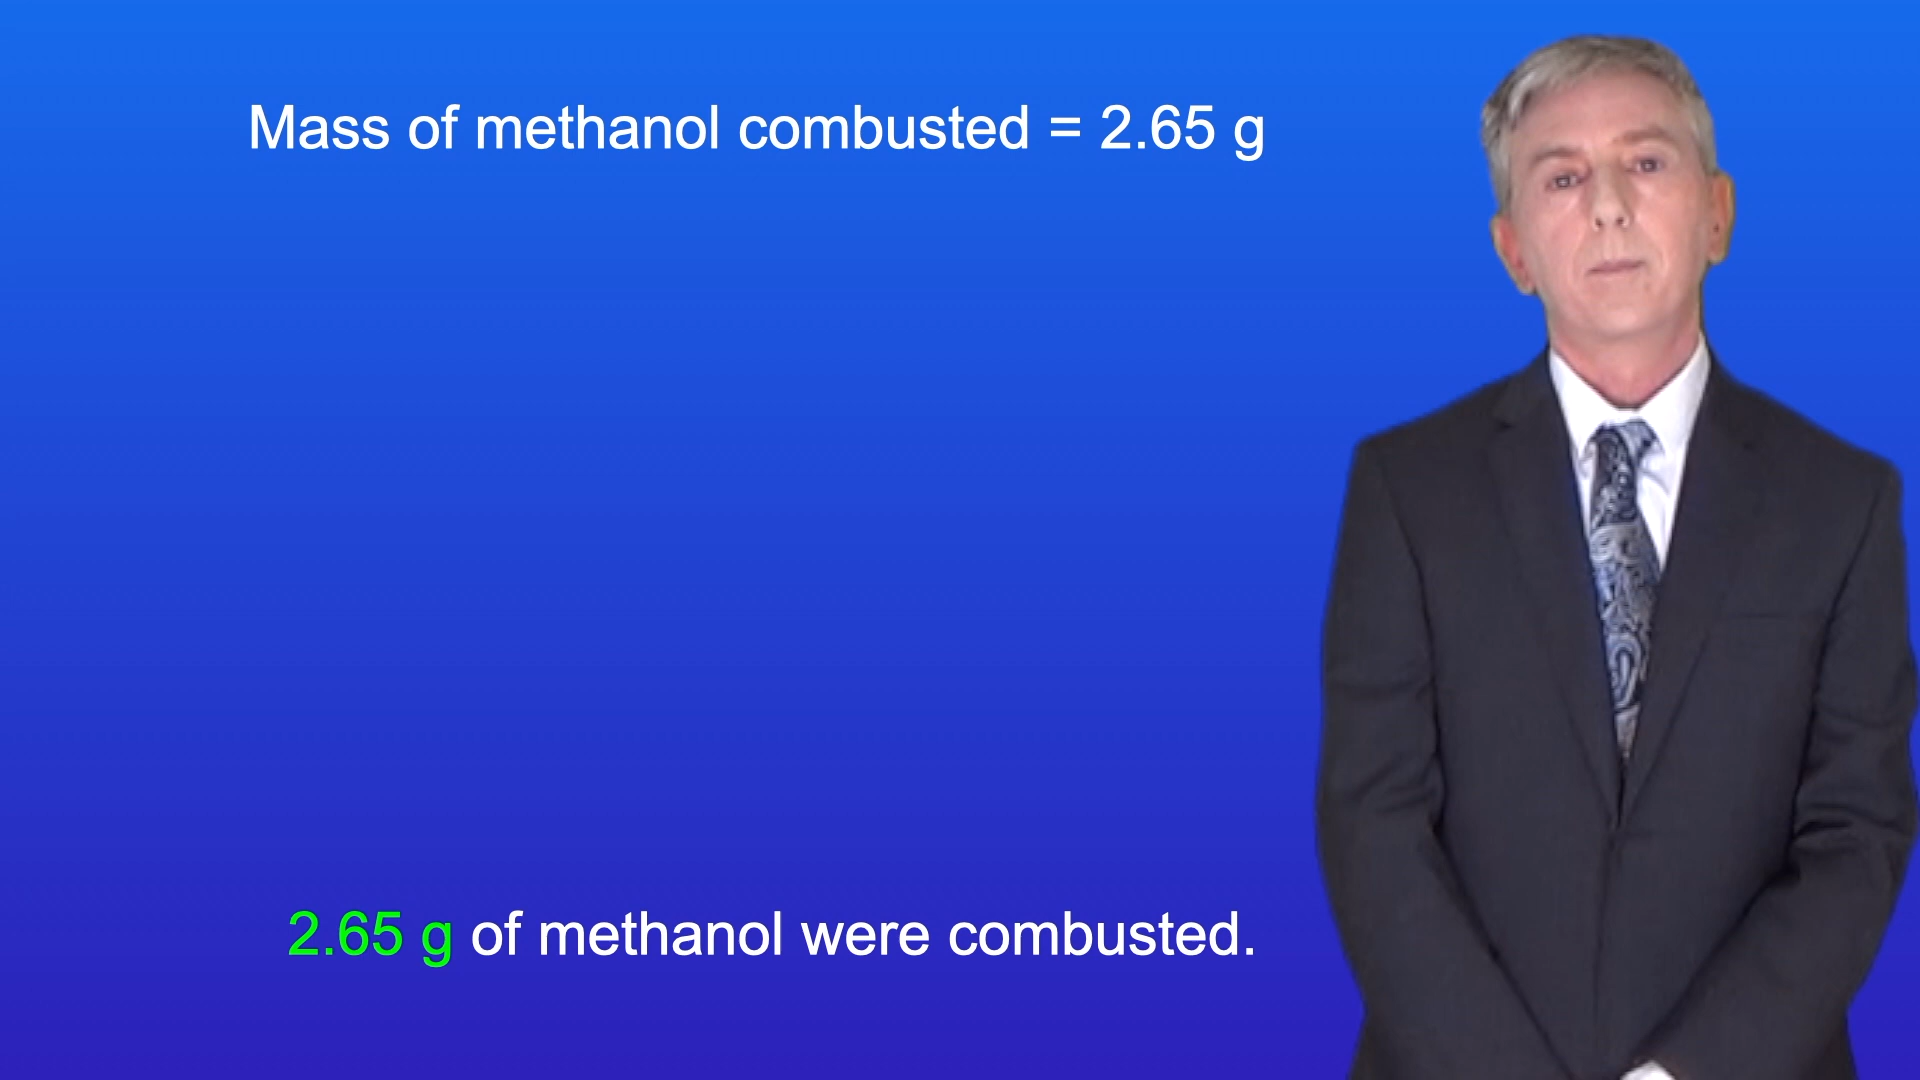 Mass of methanol combusted = 2.65 g
2.65 g of methanol were combusted.